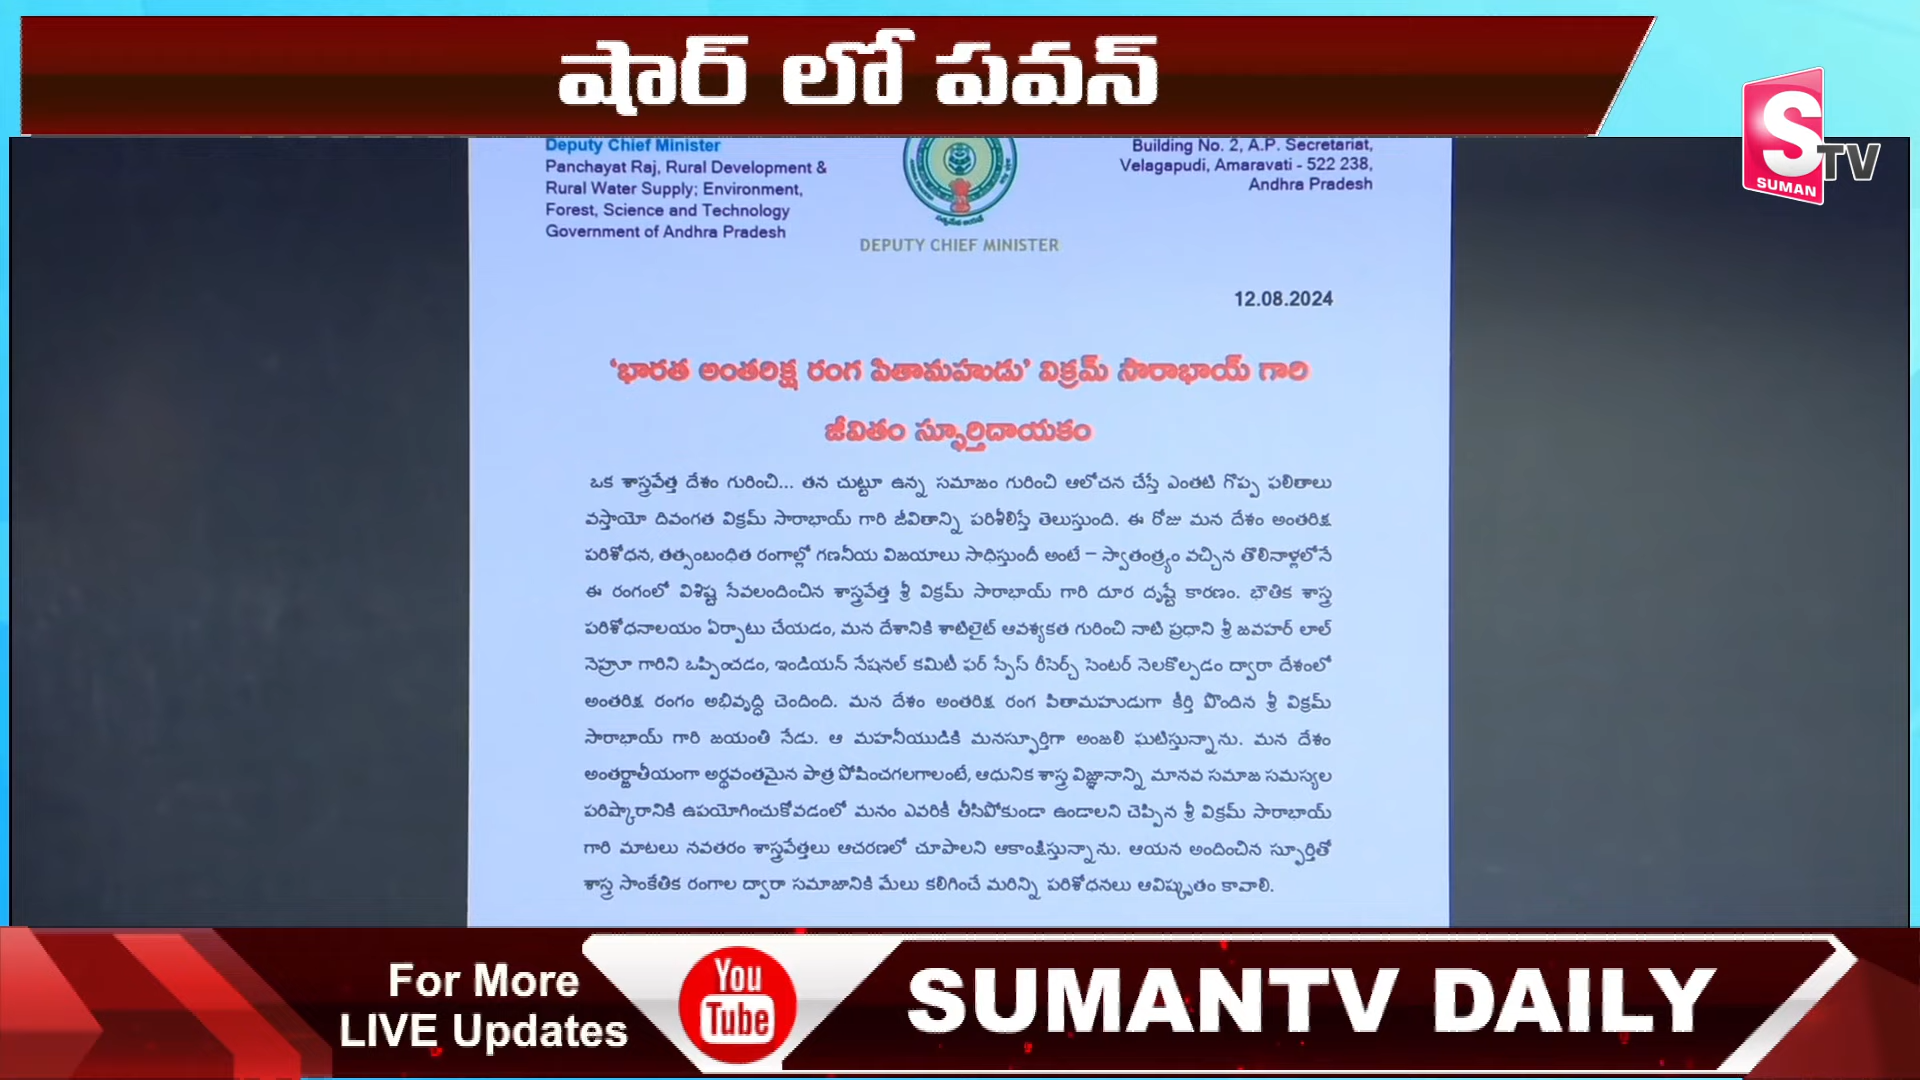 షార్ లో పవన్
S
TV
SUMAN
Deputy Chief Minister
Panchayat Raj, Rural Development &
Rural Water Supply; Environment,
Forest, Science and Technology
Government of Andhra Pradesh
DEPUTY CHIEF MINISTER
Building No. 2, A.P. Secretariat,
Velagapudi, Amaravati - 522 238,
Andhra Pradesh
12.08.2024
'భారత అంతరిక్ష రంగ పితామహుడు' విక్రమ్ సారాభాయ్ గారి
జీవితం స్ఫూర్తిదాయకం
ఒక శాస్త్రవేత్త దేశం గురించి... తన చుట్టూ ఉన్న సమాజం గురించి ఆలోచన చేస్తే ఎంతటి గొప్ప ఫలితాలు
వస్తాయో దివంగత విక్రమ్ సారాభాయ్ గారి జీవితాన్ని పరిశీలిస్తే తెలుస్తుంది. ఈ రోజు మన దేశం అంతరిక్ష
పరిశోధన, తత్సంబంధిత రంగాల్లో గణనీయ విజయాలు సాధిస్తుందీ అంటే – స్వాతంత్ర్యం వచ్చిన తొలినాళ్లలోనే
ఈ రంగంలో విశిష్ట సేవలందించిన శాస్త్రవేత్త శ్రీ విక్రమ్ సారాభాయ్ గారి దూర దృష్టే కారణం. భౌతిక శాస్త్ర
పరిశోధనాలయం ఏర్పాటు చేయడం, మన దేశానికి శాటిలైట్ ఆవశ్యకత గురించి నాటి ప్రధాని శ్రీ జవహర్ లాల్
నెహ్రూ గారిని ఒప్పించడం, ఇండియన్ నేషనల్ కమిటీ ఫర్ స్పేస్ రీసెర్చ్ సెంటర్ నెలకొల్పడం ద్వారా దేశంలో
అంతరిక్ష రంగం అభివృద్ధి చెందింది. మన దేశం అంతరిక్ష రంగ పితామహుడుగా కీర్తి పొందిన శ్రీ విక్రమ్
సారాభాయ్ గారి జయంతి నేడు. ఆ మహనీయుడికి మనస్ఫూర్తిగా అంజలి ఘటిస్తున్నాను. మన దేశం
అంతర్జాతీయంగా అర్థవంతమైన పాత్ర పోషించగలగాలంటే, ఆధునిక శాస్త్ర విజ్ఞానాన్ని మానవ సమాజ సమస్యల
పరిష్కారానికి ఉపయోగించుకోవడంలో మనం ఎవరికీ తీసిపోకుండా ఉండాలని చెప్పిన శ్రీ విక్రమ్ సారాభాయ్
గారి మాటలు నవతరం శాస్త్రవేత్తలు ఆచరణలో చూపాలని ఆకాంక్షిస్తున్నాను. ఆయన అందించిన స్ఫూర్తితో
శాస్త్ర సాంకేతిక రంగాల ద్వారా సమాజానికి మేలు కలిగించే మరిన్ని పరిశోధనలు ఆవిష్కృతం కావాలి.
For More
LIVE Updates
You
Tube
SUMANTV DAILY